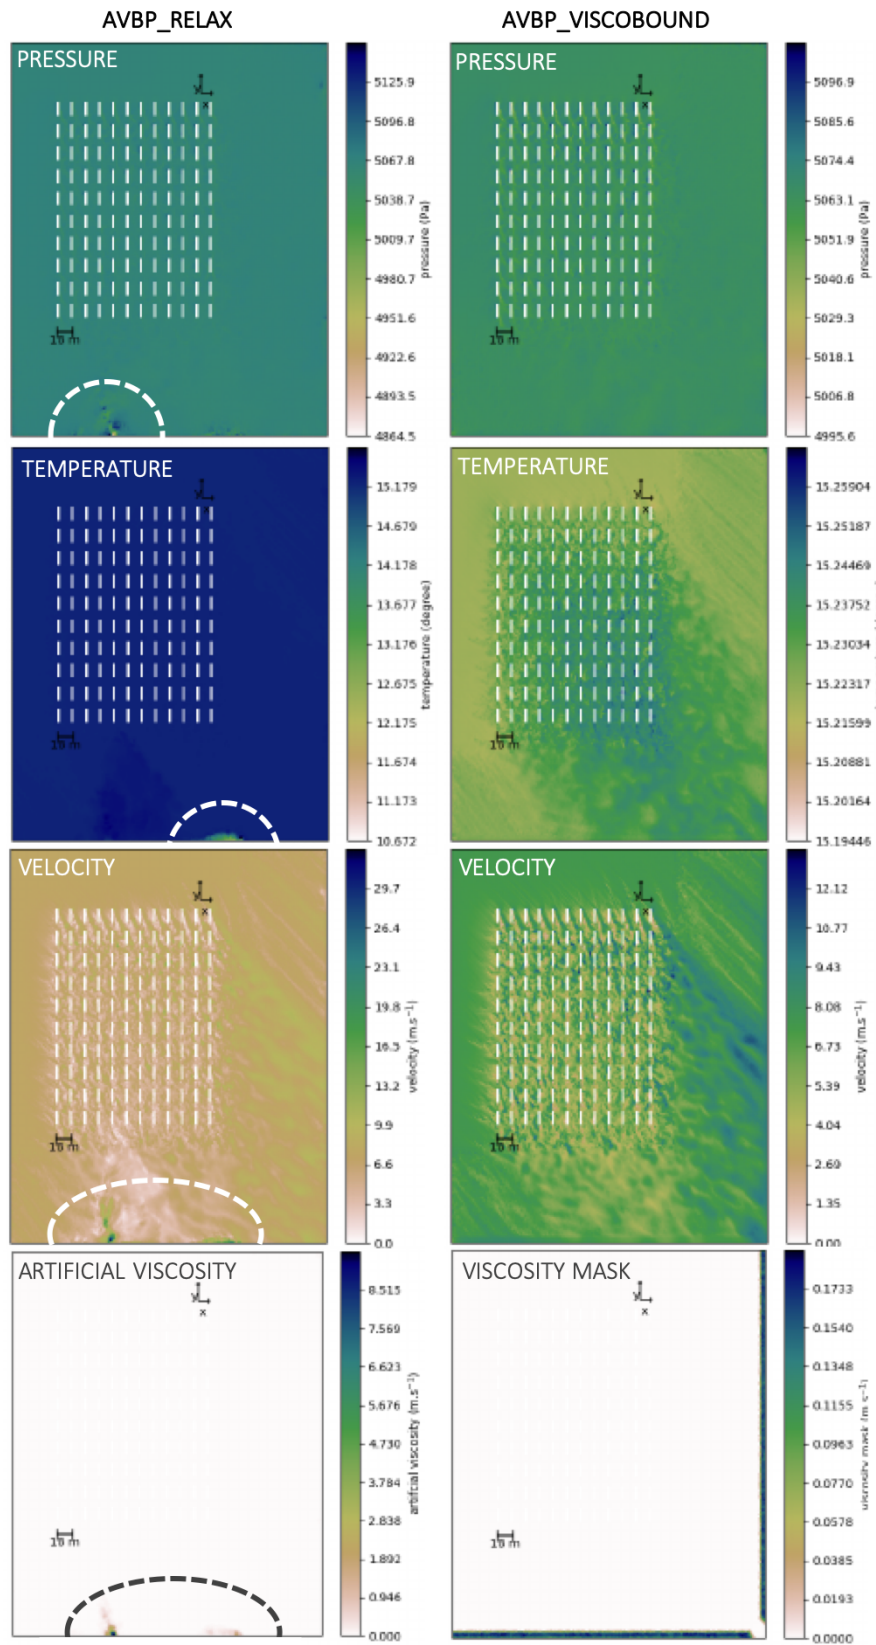 AVBP_RELAX
AVBP_VISCOBOUND
PRESSURE
5125.9
5096.8
5067.8
5038.7
5009.7
4980.7
4951.6
4922.6
4893.5
4864.5
pressure (Pa)
y
x
10 m
PRESSURE
5096.9
5085.6
5074.4
5063.1
5051.9
5040.6
5029.3
5018.1
5006.8
4995.6
pressure (Pa)
y
x
10 m
TEMPERATURE
15.179
14.679
14.178
13.677
13.176
12.675
12.175
11.674
11.173
10.672
temperature (degree)
y
x
10 m
TEMPERATURE
15.25904
15.25187
15.24469
15.23752
15.23034
15.22317
15.21599
15.20881
15.20164
15.19446
y
x
10 m
VELOCITY
29.7
26.4
23.1
19.8
16.5
13.2
9.9
6.6
3.3
0.0
velocity (m.s⁻¹)
y
x
10 m
VELOCITY
12.12
10.77
9.43
8.08
6.73
5.39
4.04
2.69
1.35
0.00
velocity (m.s⁻¹)
y
x
10 m
ARTIFICIAL VISCOSITY
8.515
7.569
6.623
5.676
4.730
3.784
2.838
1.892
0.946
0.000
artifcial viscosity (m.s⁻¹)
y
x
10 m
VISCOSITY MASK
0.1733
0.1540
0.1348
0.1155
0.0963
0.0770
0.0578
0.0385
0.0193
0.0000
viscosity mask (m s⁻¹)
y
x
10 m